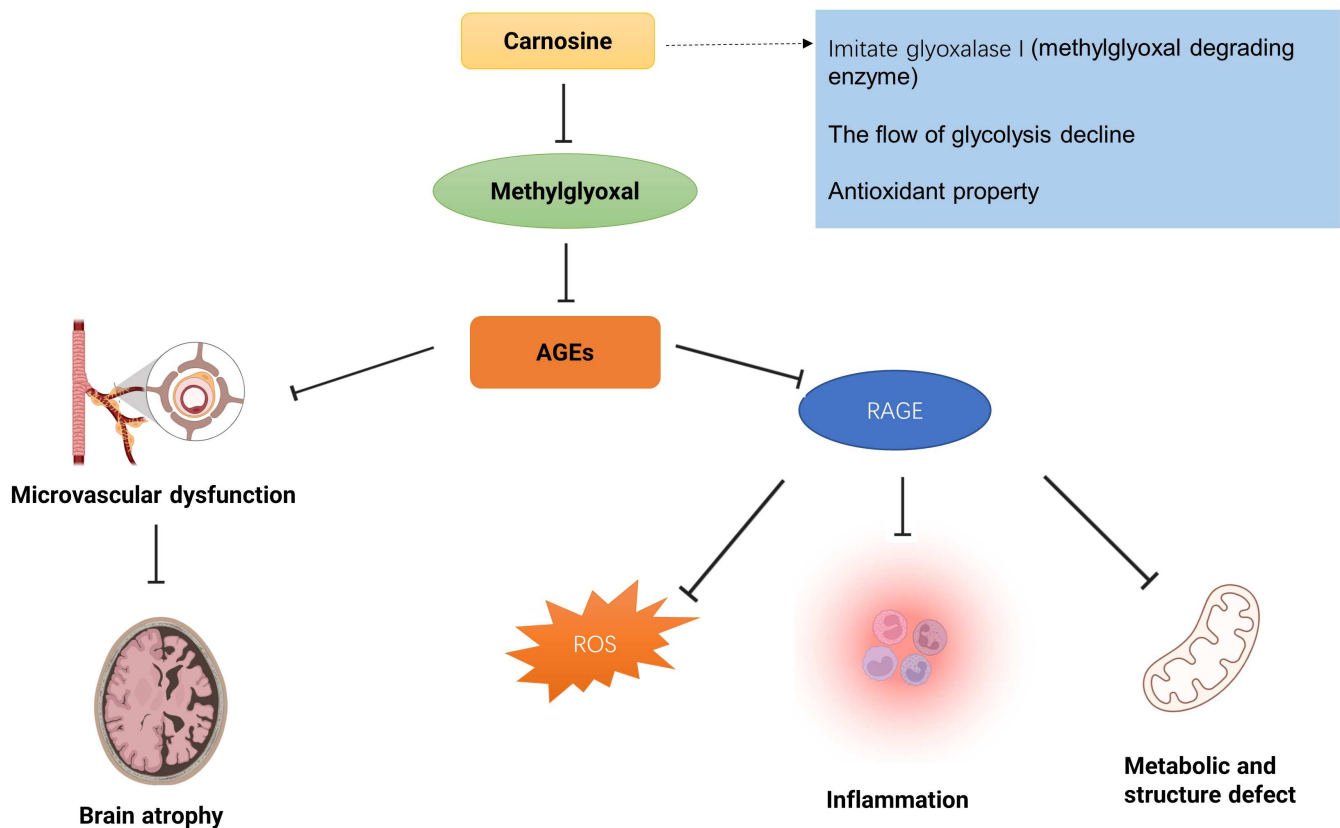 Carnosine
Imitate glyoxalase I (methylglyoxal degrading
enzyme)
The flow of glycolysis decline
Antioxidant property
Methylglyoxal
AGEs
RAGE
Microvascular dysfunction
ROS
Brain atrophy
Inflammation
Metabolic and
structure defect